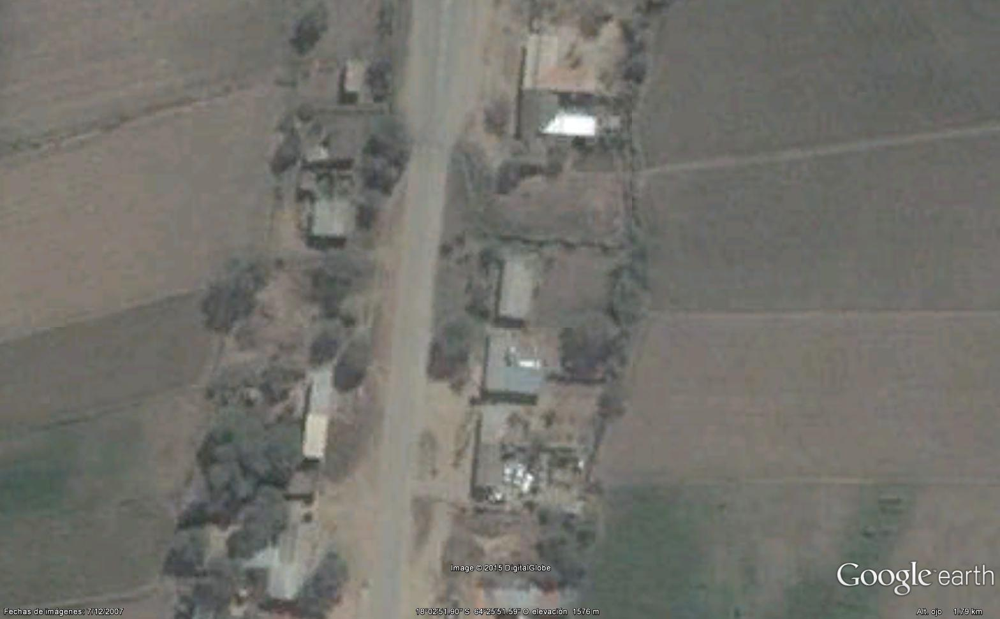 Image © 2015 DigitalGlobe
Google earth
Fechas de imágenes: 7/12/2007
18°02'51.90" S 64°25'51.59" O elevación 1576 m
Alt. ojo 1.79 km